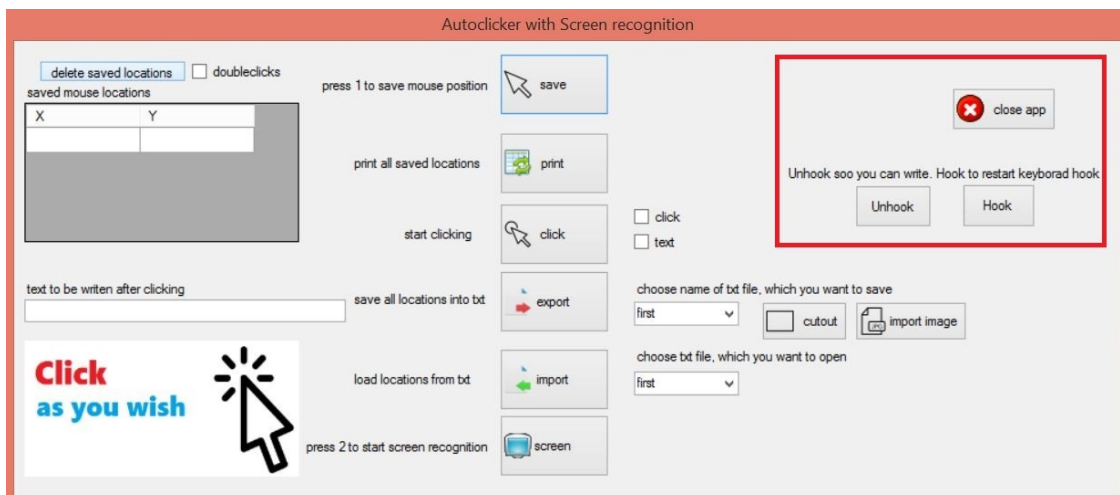 Autoclicker with Screen recognition
delete saved locations
doubleclicks
saved mouse locations
X Y
press 1 to save mouse position
save
print all saved locations
print
start clicking
click
click
text
close app
Unhook soo you can write. Hook to restart keyborad hook
Unhook
Hook
text to be writen after clicking
save all locations into txt
export
choose name of txt file, which you want to save
first
cutout
JPG
import image
Click
as you wish
load locations from txt
import
choose txt file, which you want to open
first
press 2 to start screen recognition
screen